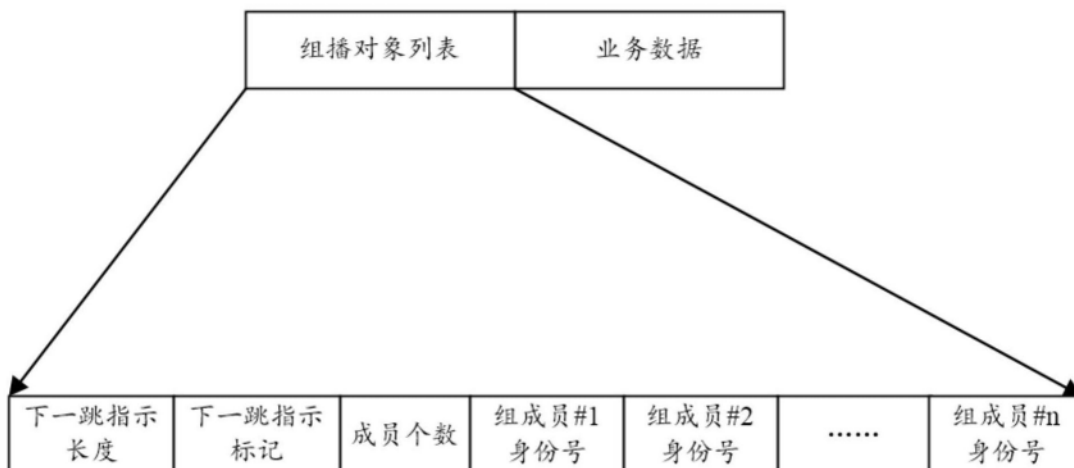 组播对象列表 业务数据
下一跳指示 下一跳指示 成员个数 组成员#1 组成员#2 …… 组成员#n
长度 标记 身份号 身份号 身份号